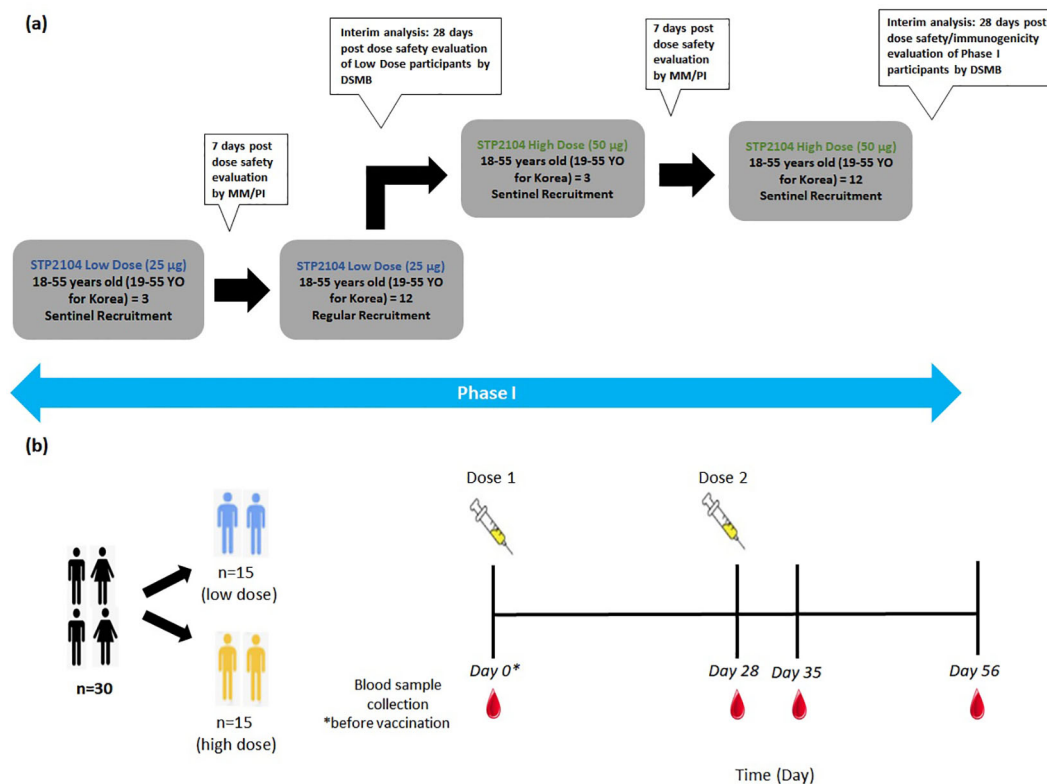 (a)
Interim analysis: 28 days
post dose safety evaluation
of Low Dose participants by
DSMB
7 days post
dose safety
evaluation
by MM/PI
Interim analysis: 28 days post
dose safety/immunogenicity
evaluation of Phase I
participants by DSMB
7 days post
dose safety
evaluation
by MM/PI
STP2104 High Dose (50 µg)
18-55 years old (19-55 YO
for Korea) = 3
Sentinel Recruitment
STP2104 High Dose (50 µg)
18-55 years old (19-55 YO
for Korea) = 12
Sentinel Recruitment
STP2104 Low Dose (25 µg)
18-55 years old (19-55 YO
for Korea) = 3
Sentinel Recruitment
STP2104 Low Dose (25 µg)
18-55 years old (19-55 YO
for Korea) = 12
Regular Recruitment
Phase I
(b)
n=30
n=15
(low dose)
n=15
(high dose)
Dose 1
Dose 2
Day 0*
Day 28
Day 35
Day 56
Blood sample
collection
*before vaccination
Time (Day)